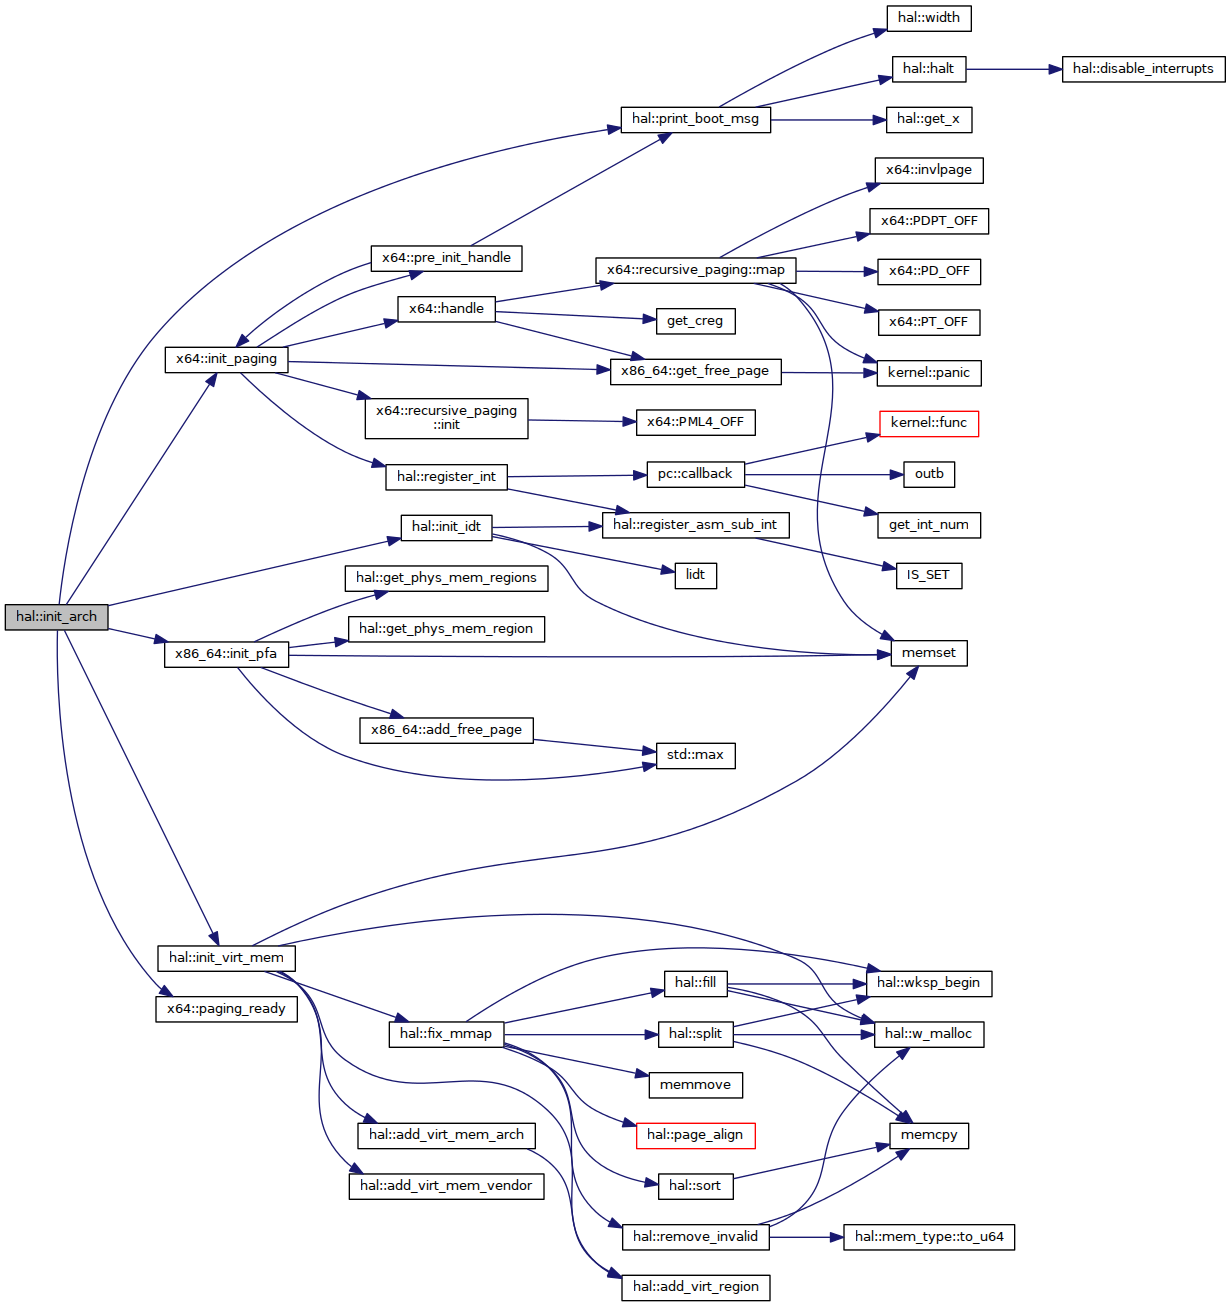 hal::width
hal::halt
hal::disable_interrupts
hal::print_boot_msg
hal::get_x
x64::invlpage
x64::PDPT_OFF
x64::pre_init_handle
x64::recursive_paging::map
x64::PD_OFF
x64::handle
get_creg
x64::PT_OFF
x64::init_paging
x86_64::get_free_page
kernel::panic
x64::recursive_paging
::init
x64::PML4_OFF
kernel::func
hal::register_int
pc::callback
outb
hal::init_idt
hal::register_asm_sub_int
get_int_num
hal::get_phys_mem_regions
lidt
IS_SET
hal::init_arch
hal::get_phys_mem_region
x86_64::init_pfa
memset
x86_64::add_free_page
std::max
hal::init_virt_mem
hal::fill
hal::wksp_begin
x64::paging_ready
hal::fix_mmap
hal::split
hal::w_malloc
memmove
hal::add_virt_mem_arch
hal::page_align
memcpy
hal::add_virt_mem_vendor
hal::sort
hal::remove_invalid
hal::mem_type::to_u64
hal::add_virt_region